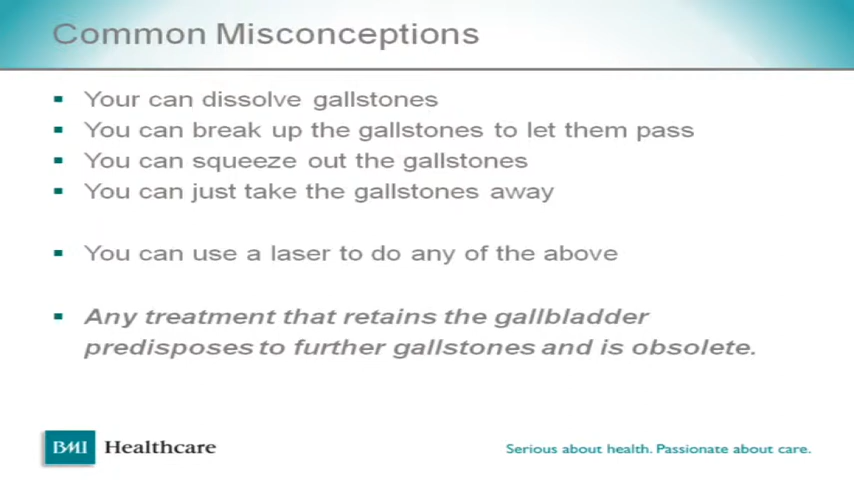 Common Misconceptions
Your can dissolve gallstones
You can break up the gallstones to let them pass
You can squeeze out the gallstones
You can just take the gallstones away
You can use a laser to do any of the above
Any treatment that retains the gallbladder
predisposes to further gallstones and is obsolete.
BMI Healthcare
Serious about health. Passionate about care.